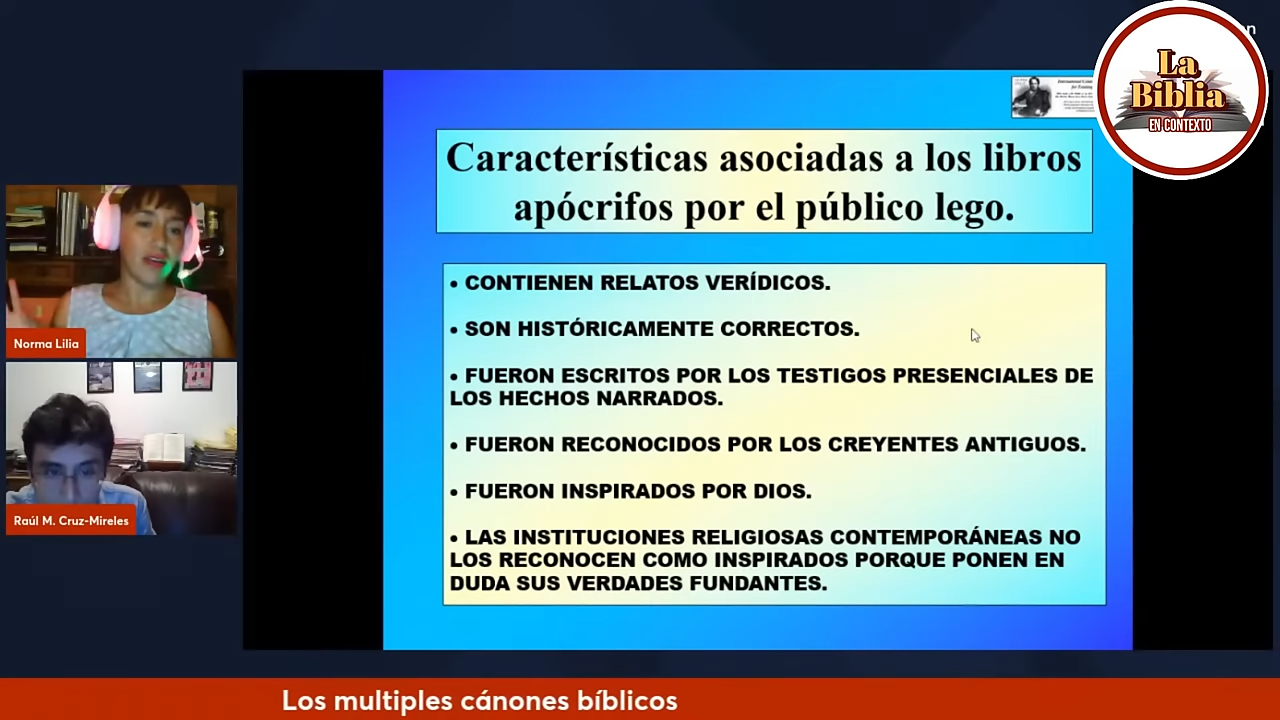 La
Biblia
EN CONTEXTO
Características asociadas a los libros
apócrifos por el público lego.
• CONTIENEN RELATOS VERÍDICOS.
• SON HISTÓRICAMENTE CORRECTOS.
• FUERON ESCRITOS POR LOS TESTIGOS PRESENCIALES DE
LOS HECHOS NARRADOS.
• FUERON RECONOCIDOS POR LOS CREYENTES ANTIGUOS.
• FUERON INSPIRADOS POR DIOS.
• LAS INSTITUCIONES RELIGIOSAS CONTEMPORÁNEAS NO
LOS RECONOCEN COMO INSPIRADOS PORQUE PONEN EN
DUDA SUS VERDADES FUNDANTES.
Norma Lilia
Raúl M. Cruz-Mireles
Los multiples cánones bíblicos